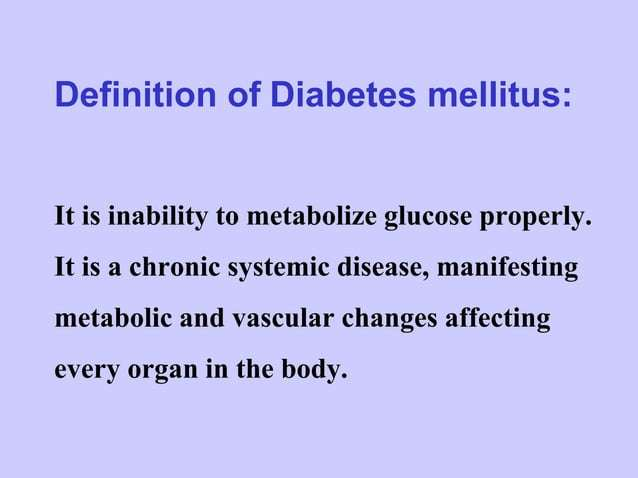 Definition of Diabetes mellitus:
It is inability to metabolize glucose properly.
It is a chronic systemic disease, manifesting
metabolic and vascular changes affecting
every organ in the body.